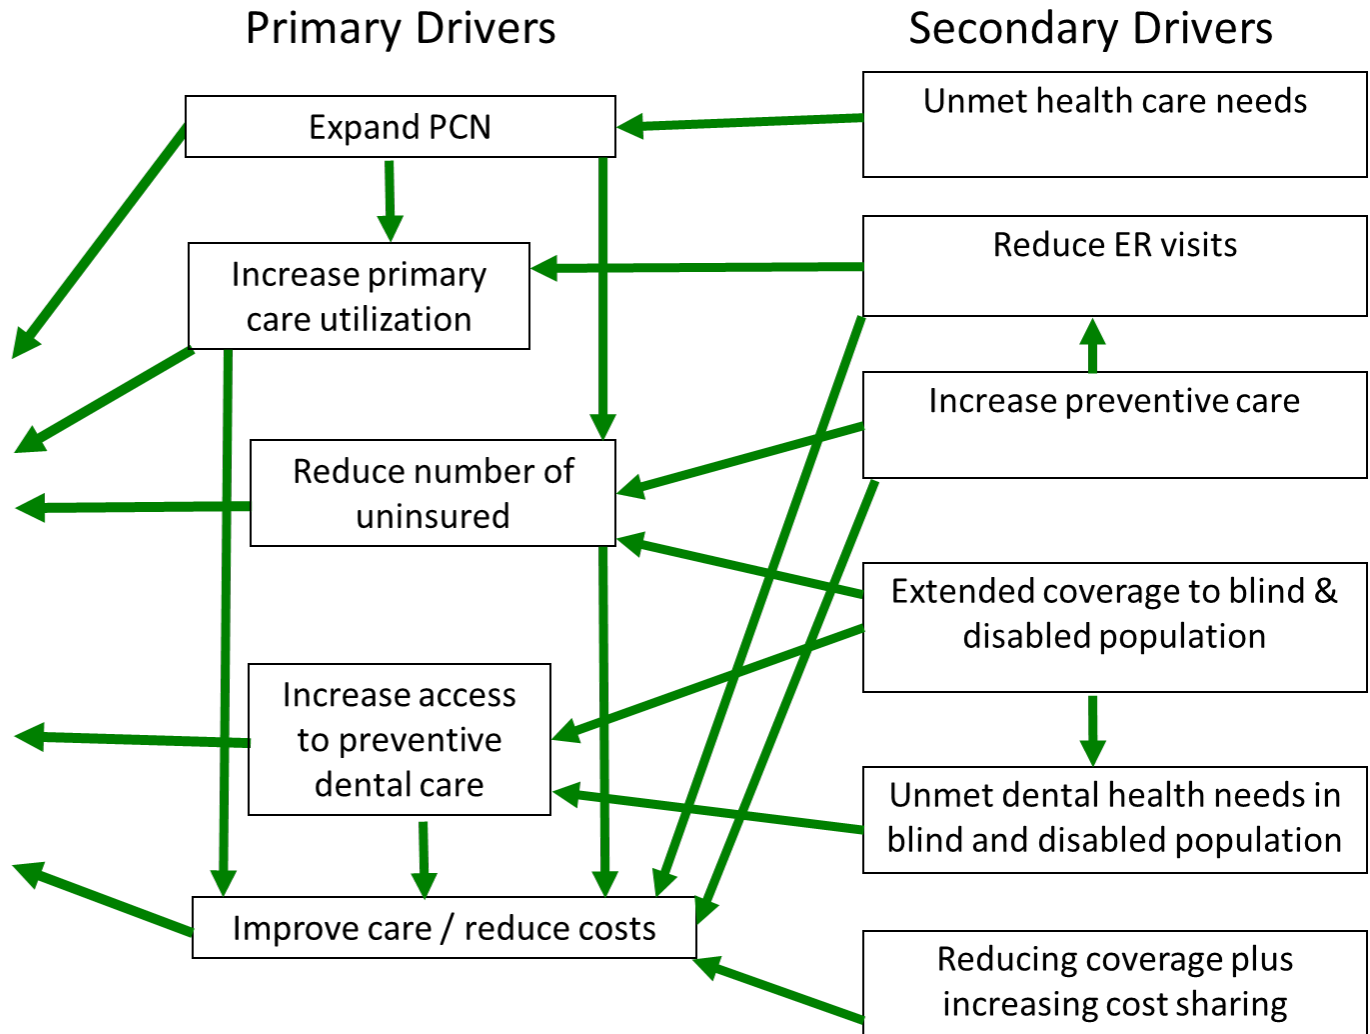 Primary Drivers
Secondary Drivers
Expand PCN
Unmet health care needs
Increase primary
care utilization
Reduce ER visits
Reduce number of
uninsured
Increase preventive care
Increase access
to preventive
dental care
Extended coverage to blind &
disabled population
Unmet dental health needs in
blind and disabled population
Improve care / reduce costs
Reducing coverage plus
increasing cost sharing